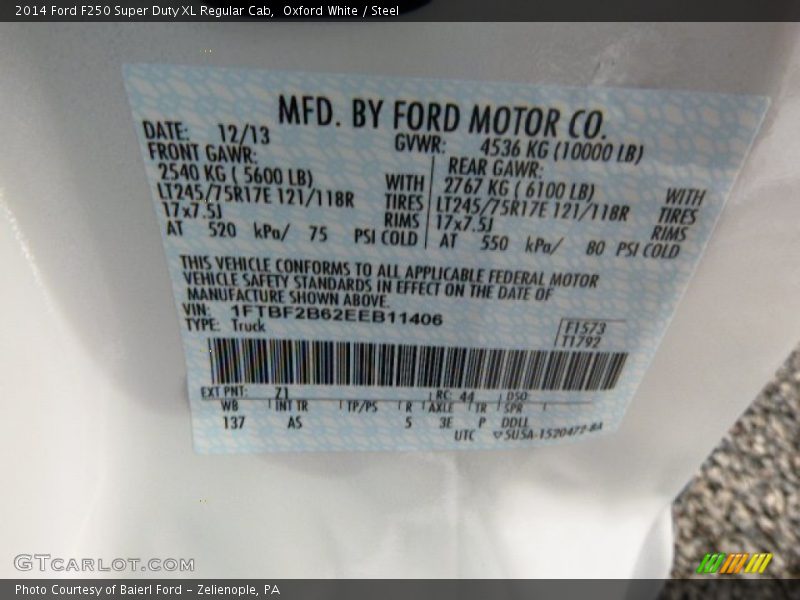 2014 Ford F250 Super Duty XL Regular Cab, Oxford White / Steel
MFD. BY FORD MOTOR CO.
DATE: 12/13 GVWR: 4536 KG (10000 LB)
FRONT GAWR: REAR GAWR:
2540 KG ( 5600 LB) WITH 2767 KG ( 6100 LB) WITH
LT245/75R17E 121/118R TIRES LT245/75R17E 121/118R TIRES
17x7.5J RIMS 17x7.5J RIMS
AT 520 kPa/ 75 PSI COLD AT 550 kPa/ 80 PSI COLD
THIS VEHICLE CONFORMS TO ALL APPLICABLE FEDERAL MOTOR
VEHICLE SAFETY STANDARDS IN EFFECT ON THE DATE OF
MANUFACTURE SHOWN ABOVE.
VIN: 1FTBF2B62EEB11406
TYPE: Truck
F1573
T1792
EXT PNT: Z1 RC: 44 DSO:
WB INT TR TP/PS R AXLE TR SPR
137 AS 5 3E P DDLL
UTC 5U5A-1520472-BA
GTCARLOT.COM
Photo Courtesy of Baierl Ford – Zelienople, PA